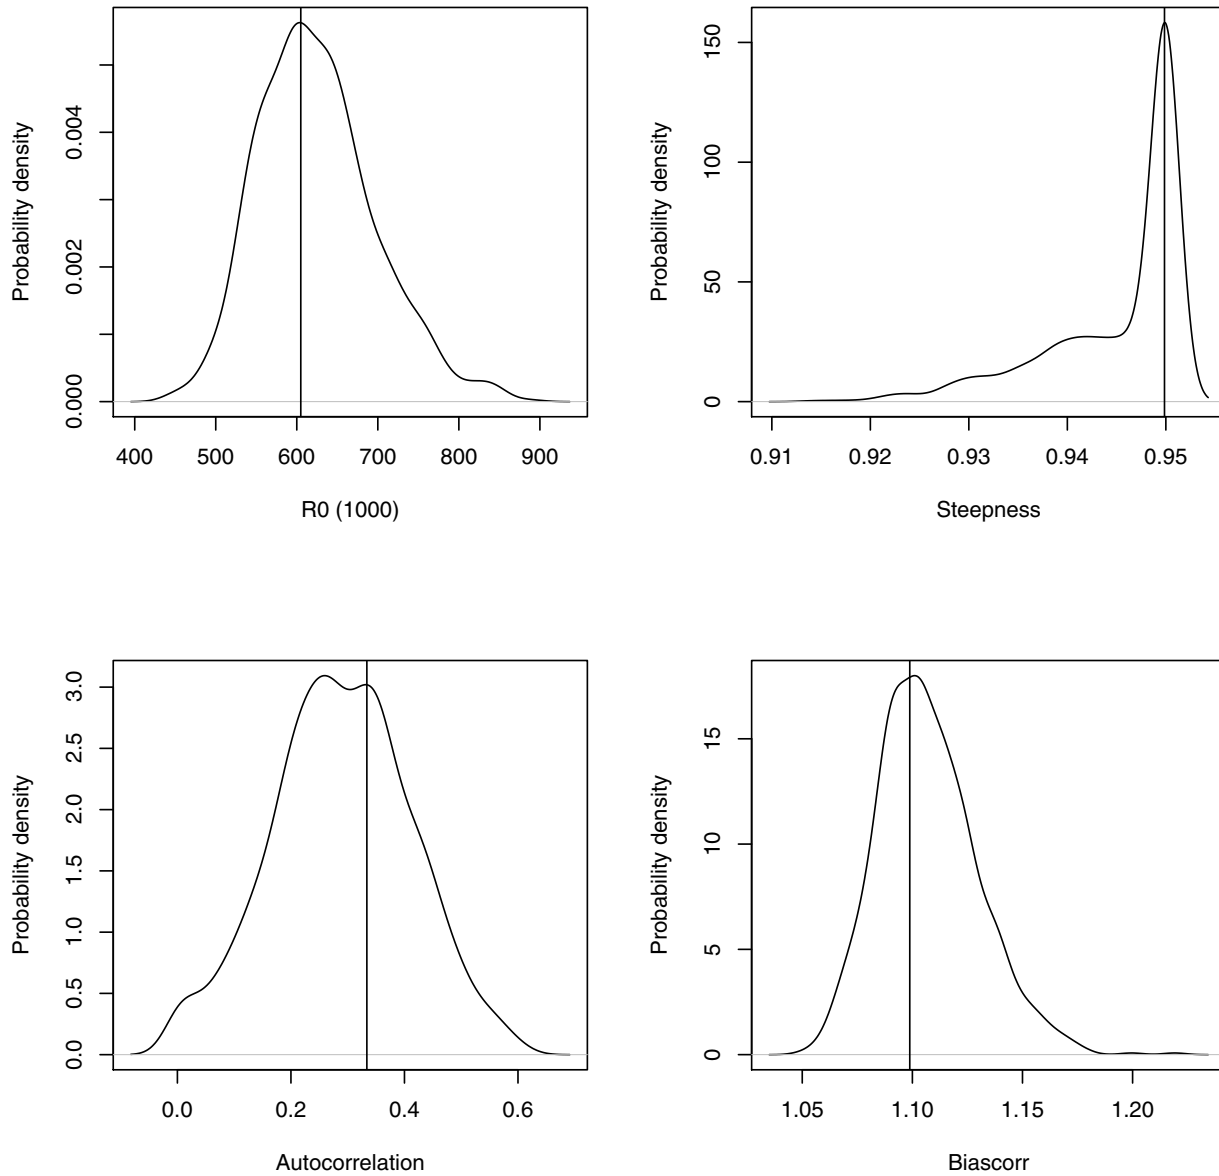 Probability density
0.000
0.002
0.004
400 500 600 700 800 900
R0 (1000)
Probability density
0
50
100
150
0.91 0.92 0.93 0.94 0.95
Steepness
Probability density
0.0
0.5
1.0
1.5
2.0
2.5
3.0
0.0 0.2 0.4 0.6
Autocorrelation
Probability density
0
5
10
15
1.05 1.10 1.15 1.20
Biascorr